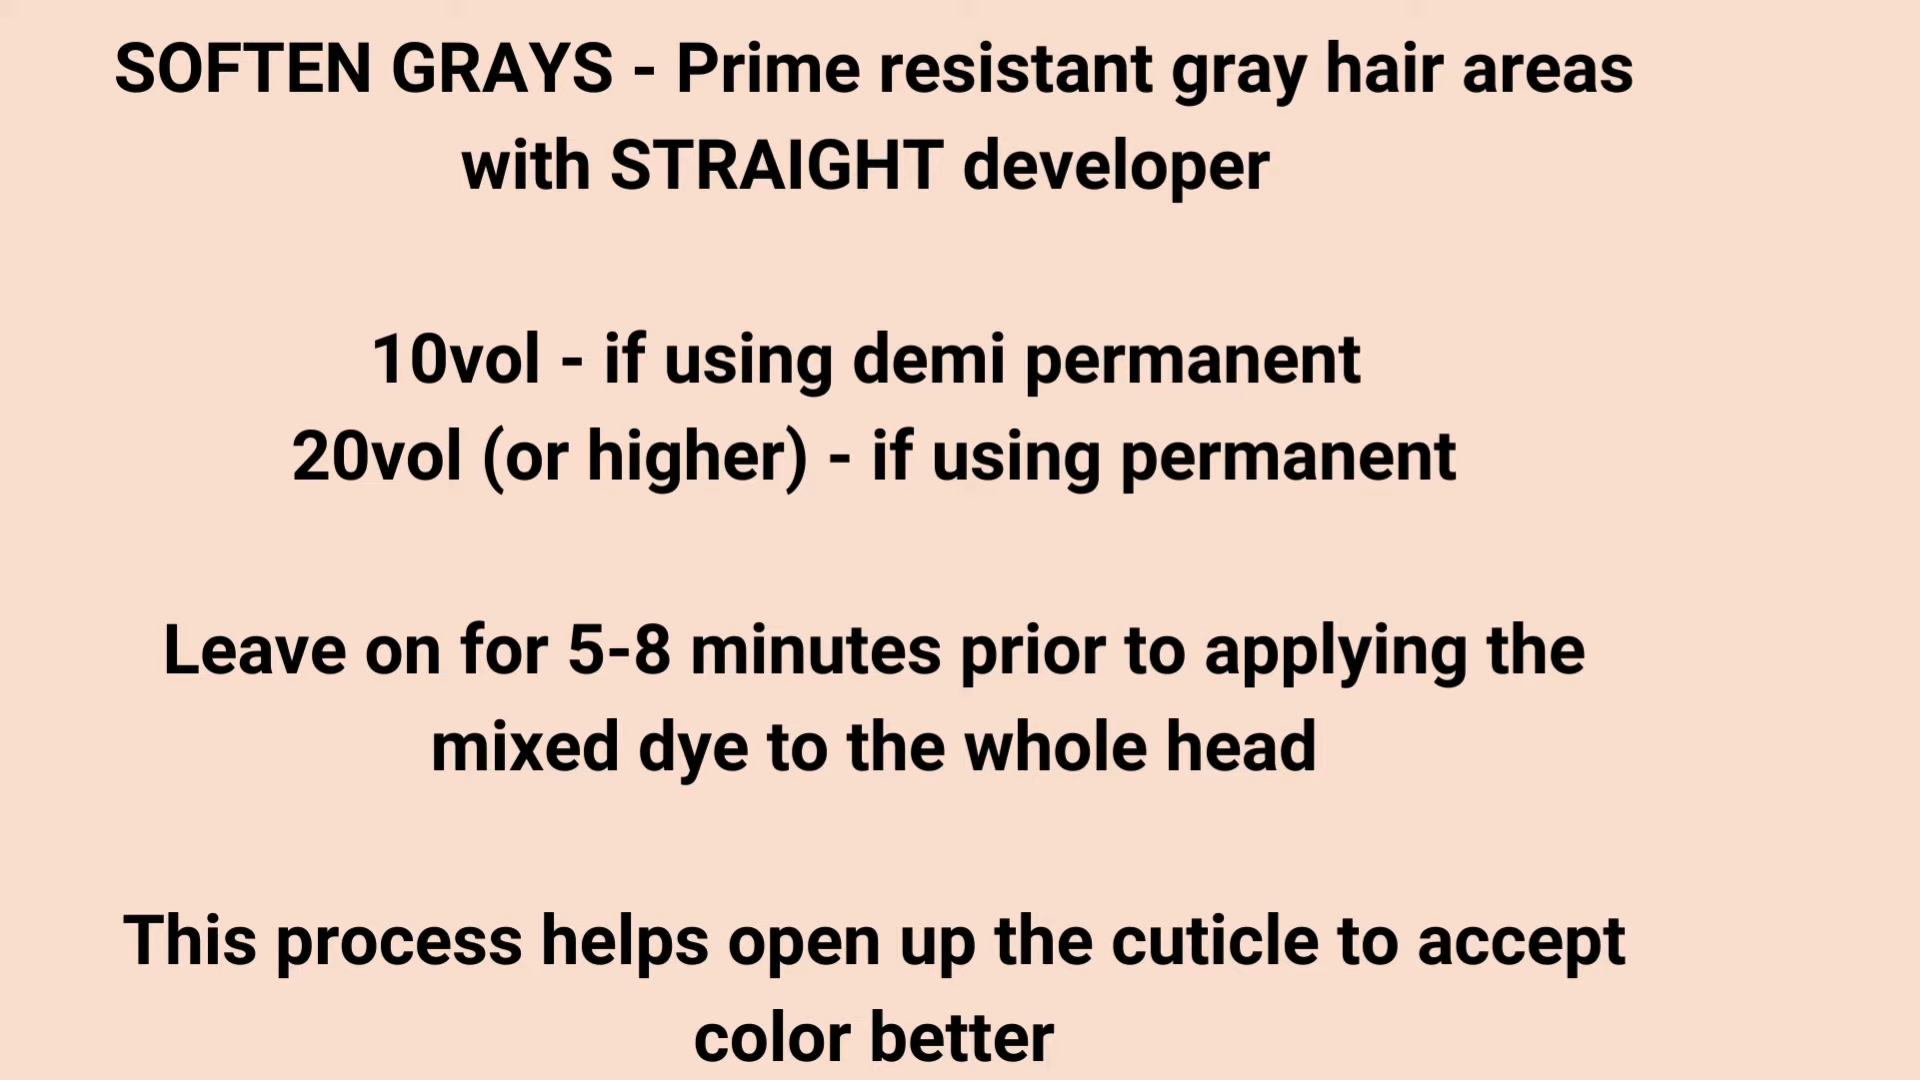 SOFTEN GRAYS - Prime resistant gray hair areas
with STRAIGHT developer
10vol - if using demi permanent
20vol (or higher) - if using permanent
Leave on for 5-8 minutes prior to applying the
mixed dye to the whole head
This process helps open up the cuticle to accept
color better